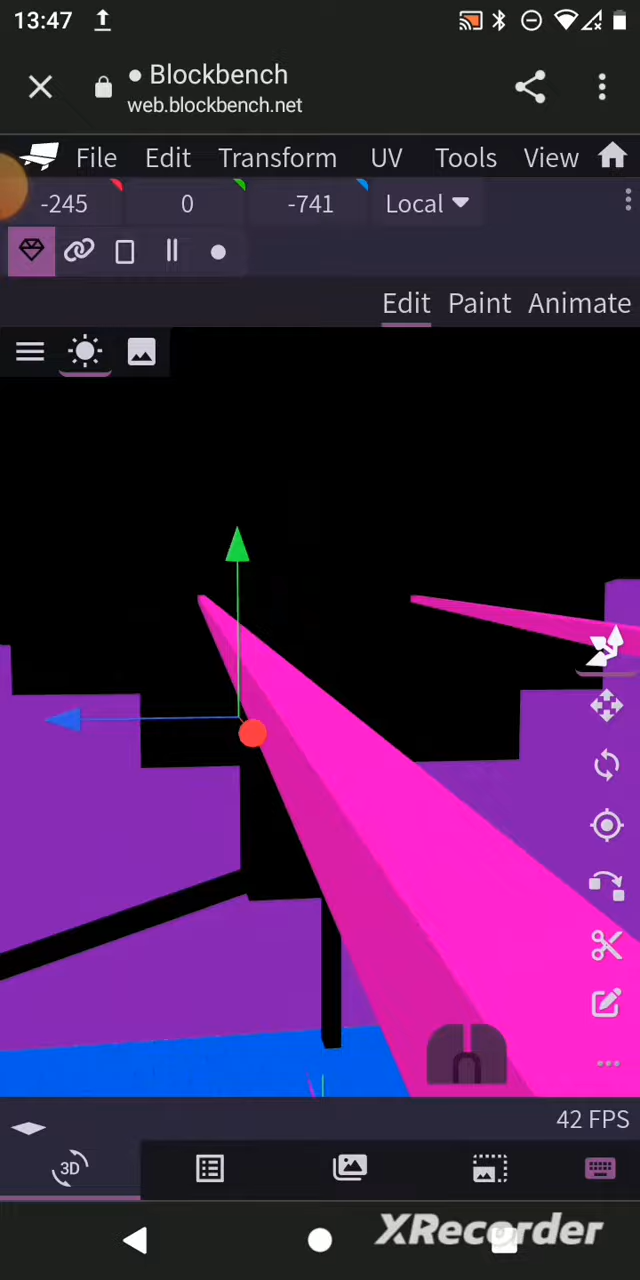 13:47
Blockbench
web.blockbench.net
File Edit Transform UV Tools View
-245 0 -741 Local
Edit Paint Animate
42 FPS
3D
XRecorder